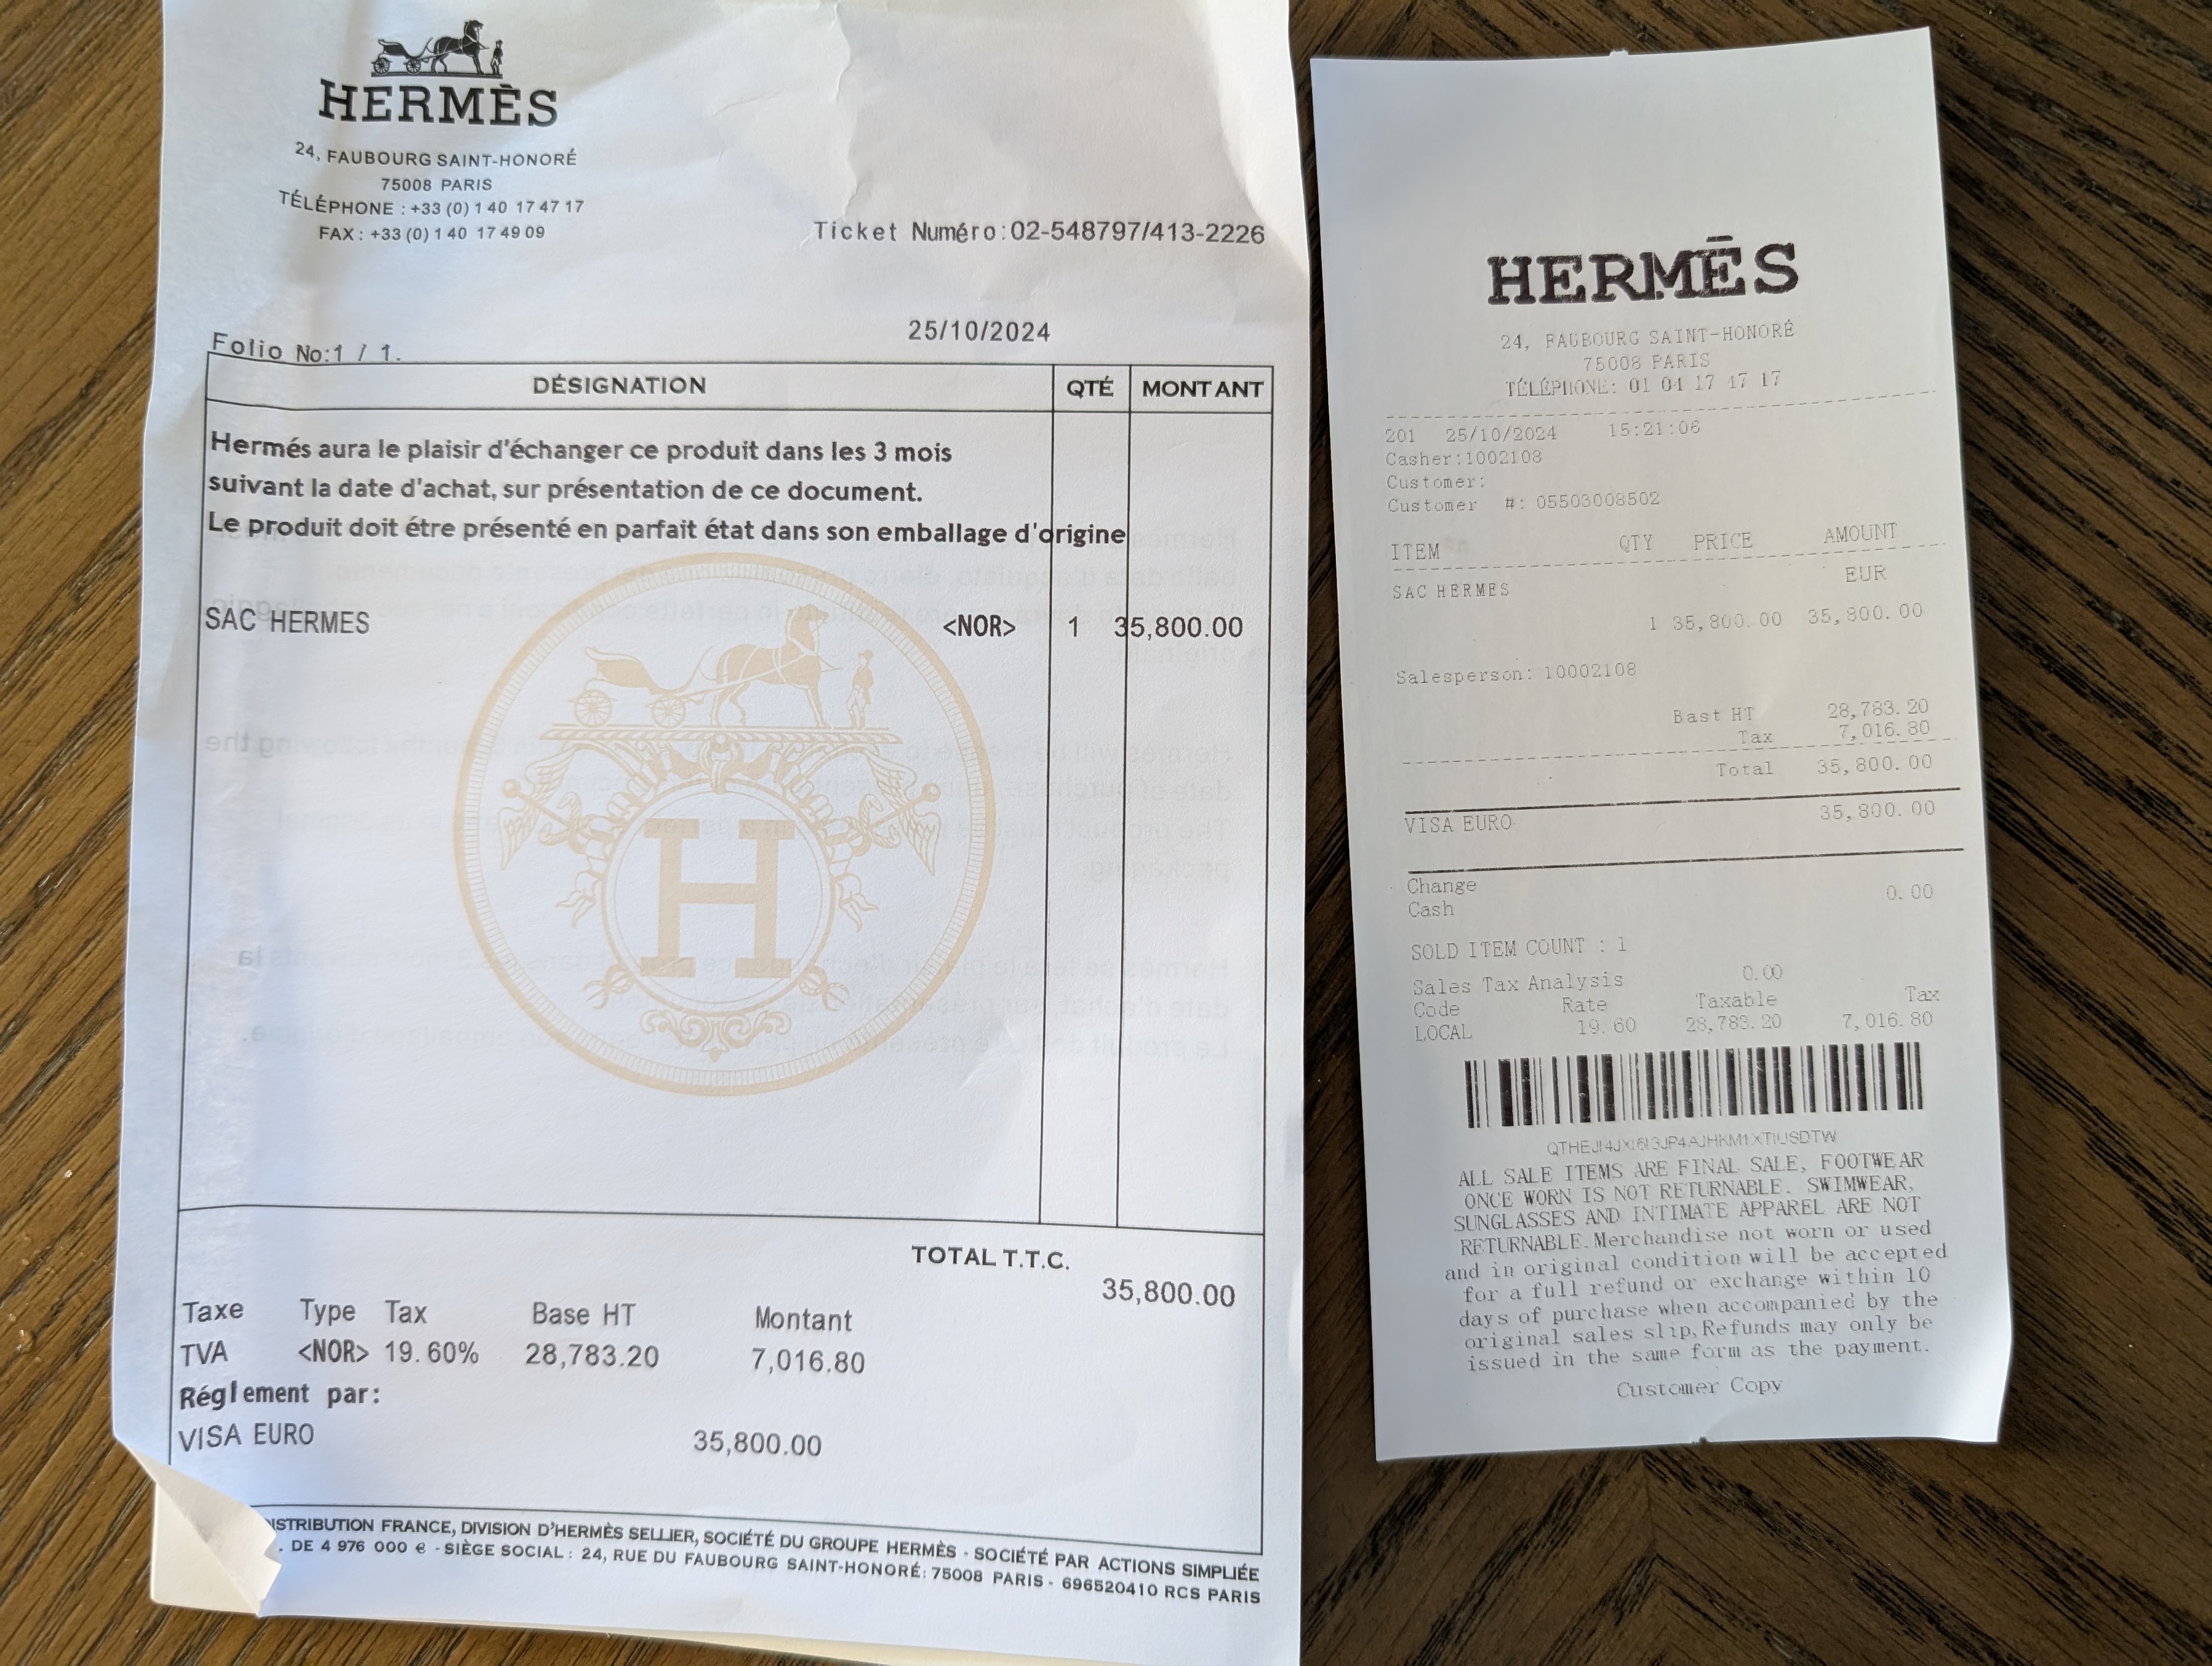 HERMÈS
24, FAUBOURG SAINT-HONORÉ
75008 PARIS
TÉLÉPHONE : +33 (0) 1 40 17 47 17
FAX : +33 (0) 1 40 17 49 09
Ticket Numéro:02-548797/413-2226
25/10/2024
Folio No:1 / 1.
DÉSIGNATION QTÉ MONTANT
Hermés aura le plaisir d'échanger ce produit dans les 3 mois
suivant la date d'achat, sur présentation de ce document.
Le produit doit étre présenté en parfait état dans son emballage d'origine
SAC HERMES <NOR> 1 35,800.00
H
TOTAL T.T.C.
35,800.00
Taxe Type Tax Base HT Montant
TVA <NOR> 19.60% 28,783.20 7,016.80
Réglement par:
VISA EURO 35,800.00
DISTRIBUTION FRANCE, DIVISION D'HERMÈS SELLIER, SOCIÉTÉ DU GROUPE HERMÈS - SOCIÉTÉ PAR ACTIONS SIMPLIÉE
. DE 4 976 000 € - SIÈGE SOCIAL : 24, RUE DU FAUBOURG SAINT-HONORÉ: 75008 PARIS - 696520410 RCS PARIS
HERMĒS
24, FAUBOURG SAINT-HONORÉ
75008 PARIS
TÉLÉPHONE: 01 04 17 47 17
201 25/10/2024 15:21:06
Casher:1002108
Customer:
Customer #: 05503008502
ITEM QTY PRICE AMOUNT
EUR
SAC HERMES
1 35,800.00 35,800.00
Salesperson: 10002108
Bast HT 28,783.20
Tax 7,016.80
Total 35,800.00
VISA EURO 35,800.00
Change
Cash 0.00
SOLD ITEM COUNT : 1
Sales Tax Analysis 0.00
Code Rate Taxable Tax
LOCAL 19.60 28,783.20 7,016.80
ALL SALE ITEMS ARE FINAL SALE, FOOTWEAR
ONCE WORN IS NOT RETURNABLE. SWIMWEAR,
SUNGLASSES AND INTIMATE APPAREL ARE NOT
RETURNABLE.Merchandise not worn or used
and in original condition will be accepted
for a full refund or exchange within 10
days of purchase when accompanied by the
original sales slip,Refunds may only be
issued in the same form as the payment.
Customer Copy